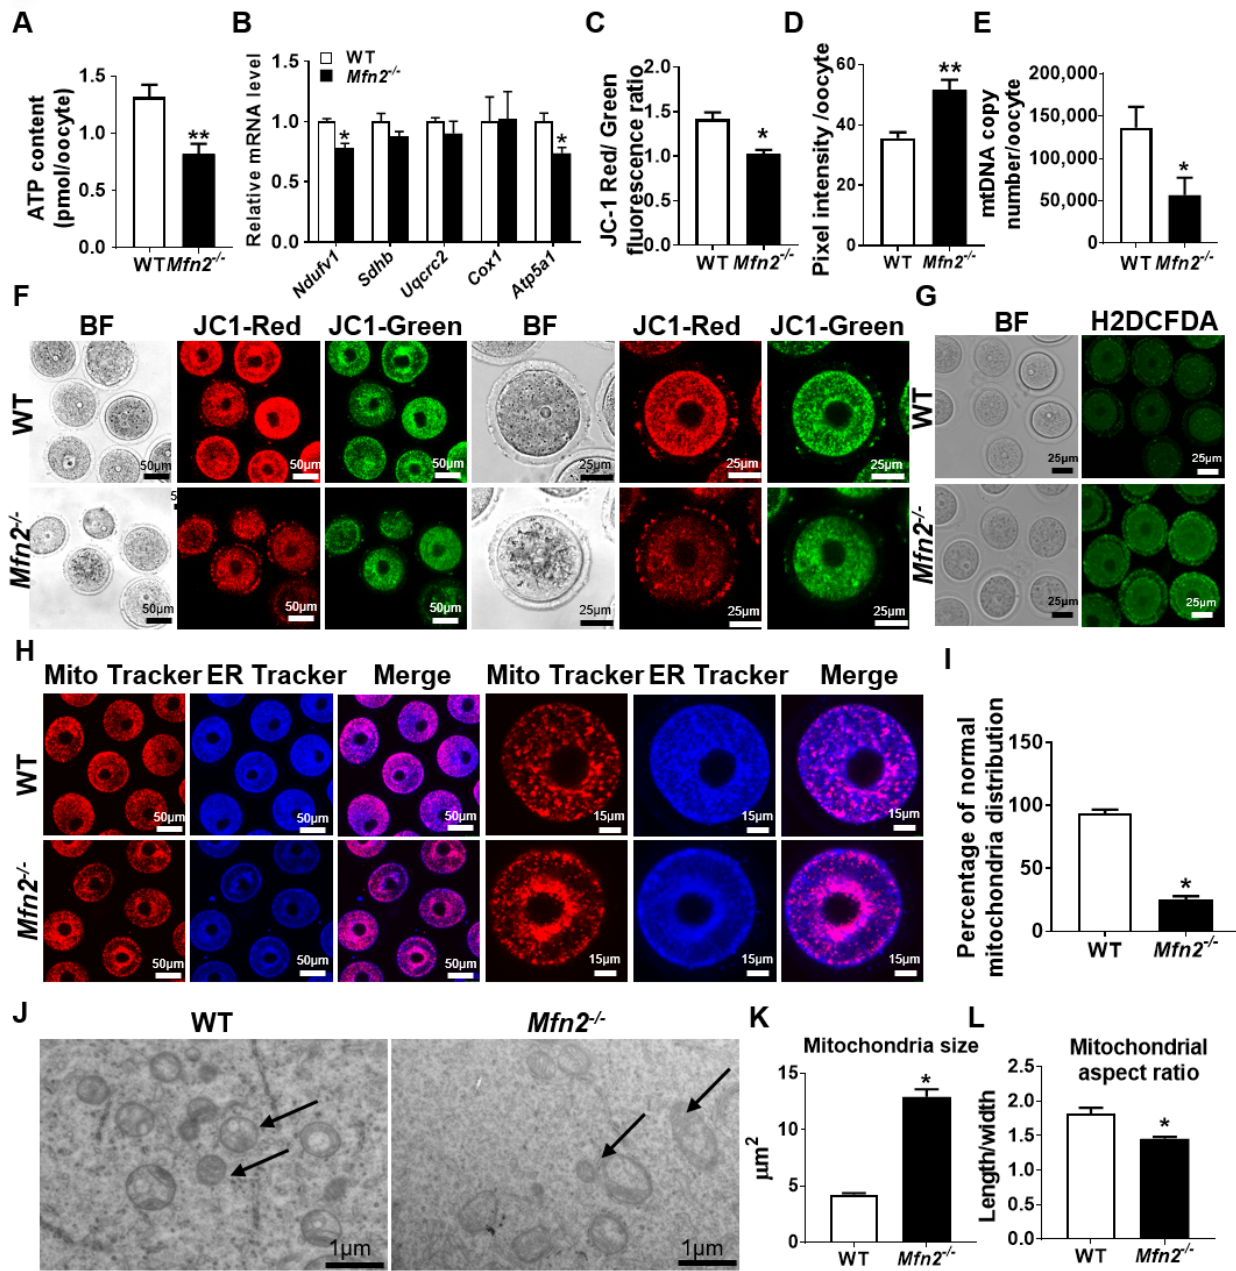 A
ATP content
(pmol/oocyte)
1.5
1.0
0.5
0.0
WT Mfn2-/-
**
B
WT
Mfn2-/-
Relative mRNA level
1.5
1.0
0.5
0.0
* *
Ndufv1 Sdhb Uqcrc2 Cox1 Atp5a1
C
JC-1 Red/ Green
fluorescence ratio
2.0
1.5
1.0
0.5
0.0
*
WT Mfn2-/-
D
Pixel intensity /oocyte
60
40
20
0
**
WT Mfn2-/-
E
mtDNA copy
number/oocyte
200,000
150,000
100,000
50,000
0
*
WT Mfn2-/-
F
BF JC1-Red JC1-Green BF JC1-Red JC1-Green
WT
50μm 50μm 50μm 25μm 25μm 25μm
Mfn2-/-
5
50μm 50μm 50μm 25μm 25μm 25μm
G
BF H2DCFDA
WT
25μm 25μm
Mfn2-/-
25μm 25μm
H
Mito Tracker ER Tracker Merge Mito Tracker ER Tracker Merge
WT
50μm 50μm 50μm 15μm 15μm 15μm
Mfn2-/-
50μm 50μm 50μm 15μm 15μm 15μm
I
Percentage of normal
mitochondria distribution
150
100
50
0
*
WT Mfn2-/-
J
WT Mfn2-/-
1μm 1μm
K
Mitochondria size
μm2
15
10
5
0
*
WT Mfn2-/-
L
Mitochondrial
aspect ratio
Length/width
2.5
2.0
1.5
1.0
0.5
0.0
*
WT Mfn2-/-